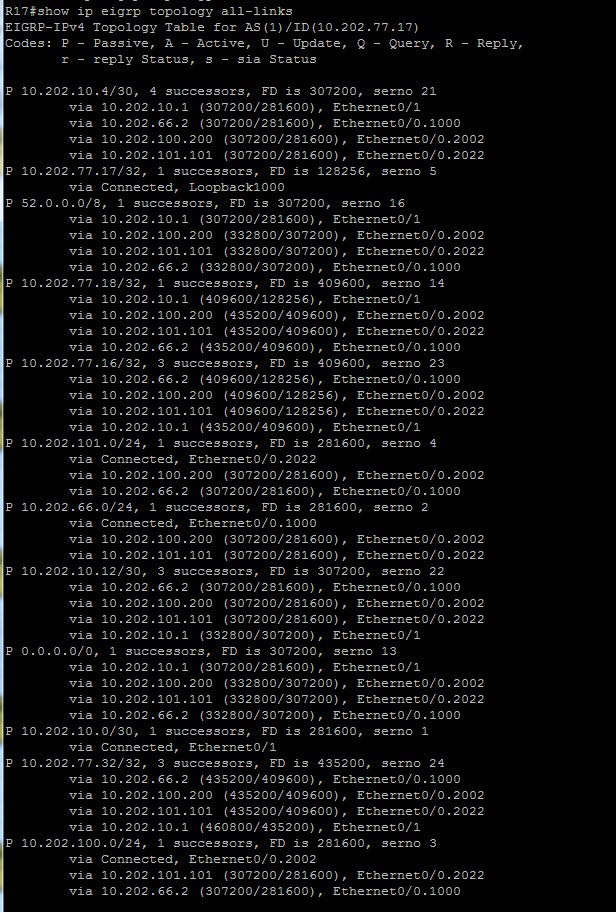 R17#show ip eigrp topology all-links
EIGRP-IPv4 Topology Table for AS(1)/ID(10.202.77.17)
Codes: P - Passive, A - Active, U - Update, Q - Query, R - Reply,
       r - reply Status, s - sia Status

P 10.202.10.4/30, 4 successors, FD is 307200, serno 21
        via 10.202.10.1 (307200/281600), Ethernet0/1
        via 10.202.66.2 (307200/281600), Ethernet0/0.1000
        via 10.202.100.200 (307200/281600), Ethernet0/0.2002
        via 10.202.101.101 (307200/281600), Ethernet0/0.2022
P 10.202.77.17/32, 1 successors, FD is 128256, serno 5
        via Connected, Loopback1000
P 52.0.0.0/8, 1 successors, FD is 307200, serno 16
        via 10.202.10.1 (307200/281600), Ethernet0/1
        via 10.202.100.200 (332800/307200), Ethernet0/0.2002
        via 10.202.101.101 (332800/307200), Ethernet0/0.2022
        via 10.202.66.2 (332800/307200), Ethernet0/0.1000
P 10.202.77.18/32, 1 successors, FD is 409600, serno 14
        via 10.202.10.1 (409600/128256), Ethernet0/1
        via 10.202.100.200 (435200/409600), Ethernet0/0.2002
        via 10.202.101.101 (435200/409600), Ethernet0/0.2022
        via 10.202.66.2 (435200/409600), Ethernet0/0.1000
P 10.202.77.16/32, 3 successors, FD is 409600, serno 23
        via 10.202.66.2 (409600/128256), Ethernet0/0.1000
        via 10.202.100.200 (409600/128256), Ethernet0/0.2002
        via 10.202.101.101 (409600/128256), Ethernet0/0.2022
        via 10.202.10.1 (435200/409600), Ethernet0/1
P 10.202.101.0/24, 1 successors, FD is 281600, serno 4
        via Connected, Ethernet0/0.2022
        via 10.202.100.200 (307200/281600), Ethernet0/0.2002
        via 10.202.66.2 (307200/281600), Ethernet0/0.1000
P 10.202.66.0/24, 1 successors, FD is 281600, serno 2
        via Connected, Ethernet0/0.1000
        via 10.202.100.200 (307200/281600), Ethernet0/0.2002
        via 10.202.101.101 (307200/281600), Ethernet0/0.2022
P 10.202.10.12/30, 3 successors, FD is 307200, serno 22
        via 10.202.66.2 (307200/281600), Ethernet0/0.1000
        via 10.202.100.200 (307200/281600), Ethernet0/0.2002
        via 10.202.101.101 (307200/281600), Ethernet0/0.2022
        via 10.202.10.1 (332800/307200), Ethernet0/1
P 0.0.0.0/0, 1 successors, FD is 307200, serno 13
        via 10.202.10.1 (307200/281600), Ethernet0/1
        via 10.202.100.200 (332800/307200), Ethernet0/0.2002
        via 10.202.101.101 (332800/307200), Ethernet0/0.2022
        via 10.202.66.2 (332800/307200), Ethernet0/0.1000
P 10.202.10.0/30, 1 successors, FD is 281600, serno 1
        via Connected, Ethernet0/1
P 10.202.77.32/32, 3 successors, FD is 435200, serno 24
        via 10.202.66.2 (435200/409600), Ethernet0/0.1000
        via 10.202.100.200 (435200/409600), Ethernet0/0.2002
        via 10.202.101.101 (435200/409600), Ethernet0/0.2022
        via 10.202.10.1 (460800/435200), Ethernet0/1
P 10.202.100.0/24, 1 successors, FD is 281600, serno 3
        via Connected, Ethernet0/0.2002
        via 10.202.101.101 (307200/281600), Ethernet0/0.2022
        via 10.202.66.2 (307200/281600), Ethernet0/0.1000